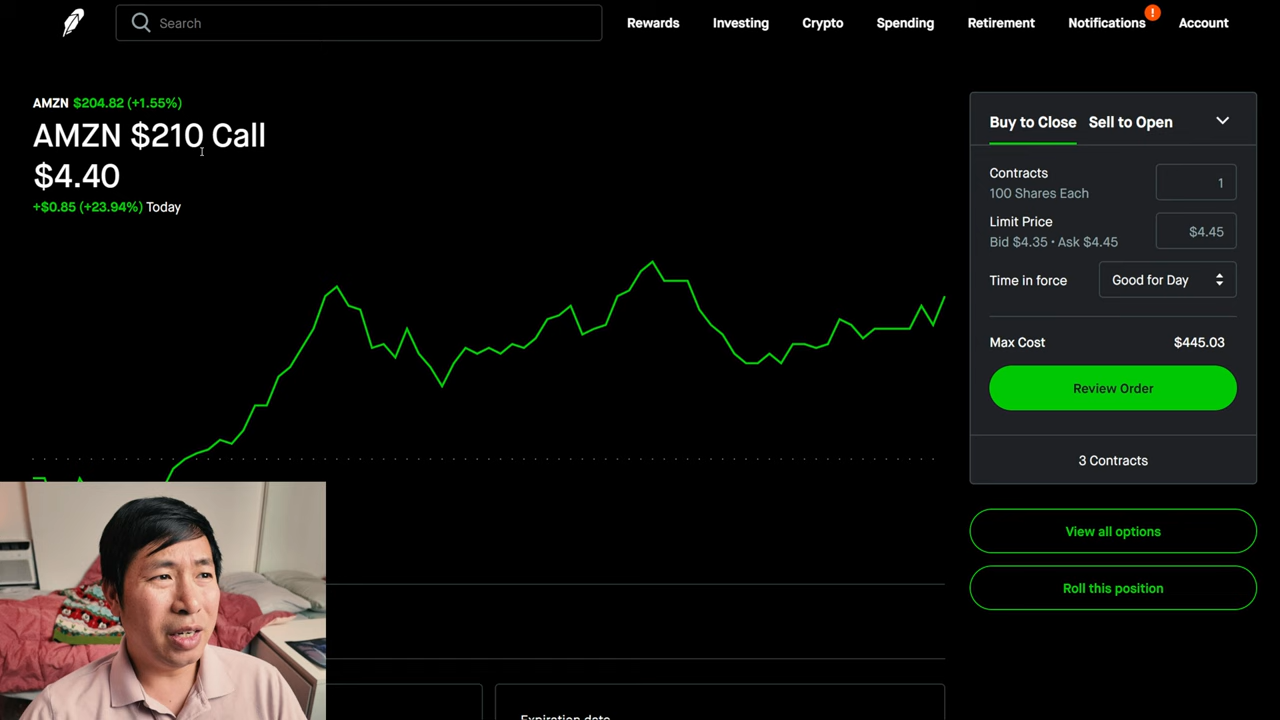 Search
Rewards
Investing
Crypto
Spending
Retirement
Notifications
!
Account
AMZN $204.82 (+1.55%)
AMZN $210 Call
$4.40
+$0.85 (+23.94%) Today
Buy to Close
Sell to Open
Contracts
100 Shares Each
1
Limit Price
Bid $4.35 • Ask $4.45
$4.45
Time in force
Good for Day
Max Cost
$445.03
Review Order
3 Contracts
View all options
Roll this position
Expiration date